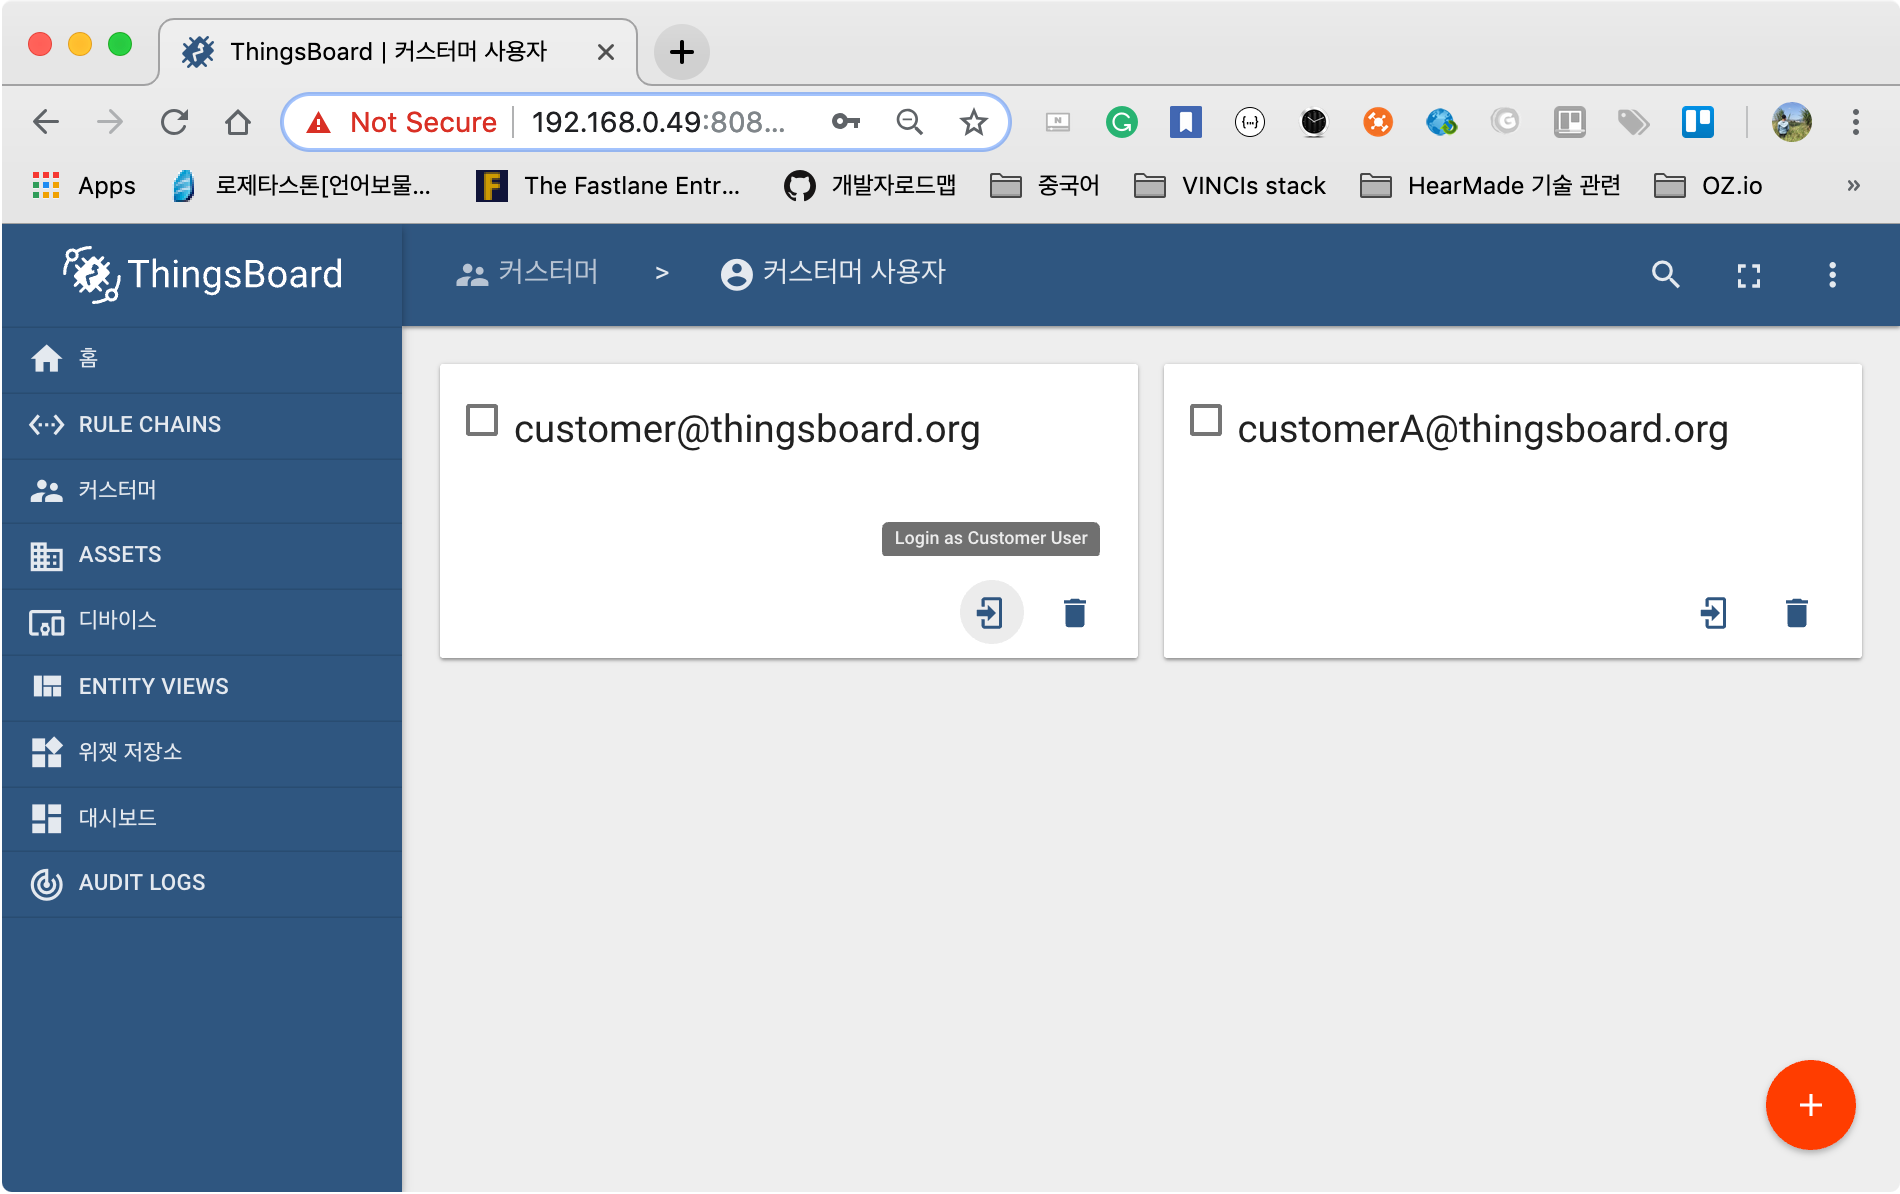 ThingsBoard | 커스터머 사용자
Not Secure 192.168.0.49:808...
Apps 로제타스톤[언어보물... The Fastlane Entr... 개발자로드맵 중국어 VINCIs stack HearMade 기술 관련 OZ.io »
ThingsBoard
커스터머 > 커스터머 사용자
홈
RULE CHAINS
커스터머
ASSETS
디바이스
ENTITY VIEWS
위젯 저장소
대시보드
AUDIT LOGS
customer@thingsboard.org
Login as Customer User
customerA@thingsboard.org